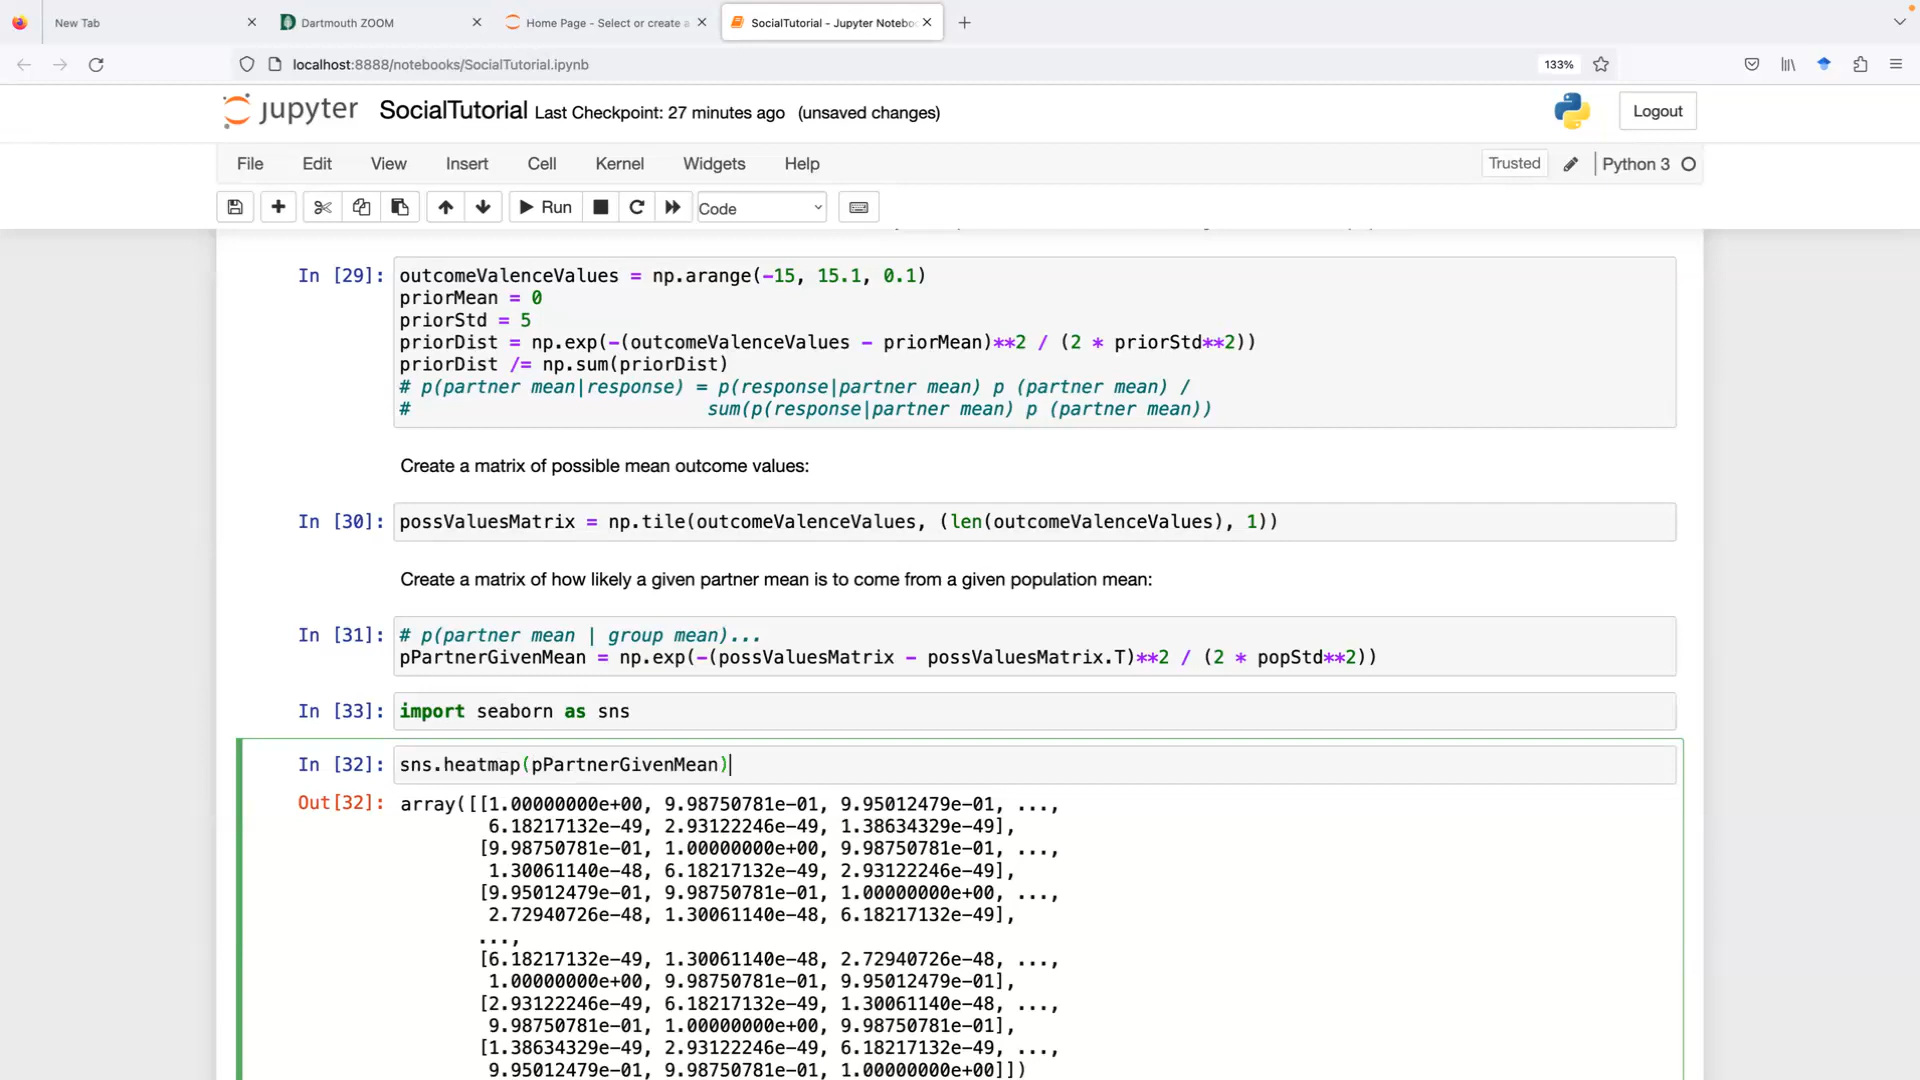 New Tab
Dartmouth ZOOM
Home Page - Select or create a
SocialTutorial - Jupyter Notebo
localhost:8888/notebooks/SocialTutorial.ipynb
133%
jupyter SocialTutorial Last Checkpoint: 27 minutes ago (unsaved changes)
Logout
File Edit View Insert Cell Kernel Widgets Help
Trusted
Python 3
Run
Code
In [29]: outcomeValenceValues = np.arange(-15, 15.1, 0.1)
priorMean = 0
priorStd = 5
priorDist = np.exp(-(outcomeValenceValues - priorMean)**2 / (2 * priorStd**2))
priorDist /= np.sum(priorDist)
# p(partner mean|response) = p(response|partner mean) p (partner mean) /
# sum(p(response|partner mean) p (partner mean))
Create a matrix of possible mean outcome values:
In [30]: possValuesMatrix = np.tile(outcomeValenceValues, (len(outcomeValenceValues), 1))
Create a matrix of how likely a given partner mean is to come from a given population mean:
In [31]: # p(partner mean | group mean)...
pPartnerGivenMean = np.exp(-(possValuesMatrix - possValuesMatrix.T)**2 / (2 * popStd**2))
In [33]: import seaborn as sns
In [32]: sns.heatmap(pPartnerGivenMean)
Out[32]: array([[1.00000000e+00, 9.98750781e-01, 9.95012479e-01, ...,
6.18217132e-49, 2.93122246e-49, 1.38634329e-49],
[9.98750781e-01, 1.00000000e+00, 9.98750781e-01, ...,
1.30061140e-48, 6.18217132e-49, 2.93122246e-49],
[9.95012479e-01, 9.98750781e-01, 1.00000000e+00, ...,
2.72940726e-48, 1.30061140e-48, 6.18217132e-49],
...,
[6.18217132e-49, 1.30061140e-48, 2.72940726e-48, ...,
1.00000000e+00, 9.98750781e-01, 9.95012479e-01],
[2.93122246e-49, 6.18217132e-49, 1.30061140e-48, ...,
9.98750781e-01, 1.00000000e+00, 9.98750781e-01],
[1.38634329e-49, 2.93122246e-49, 6.18217132e-49, ...,
9.95012479e-01, 9.98750781e-01, 1.00000000e+00]])